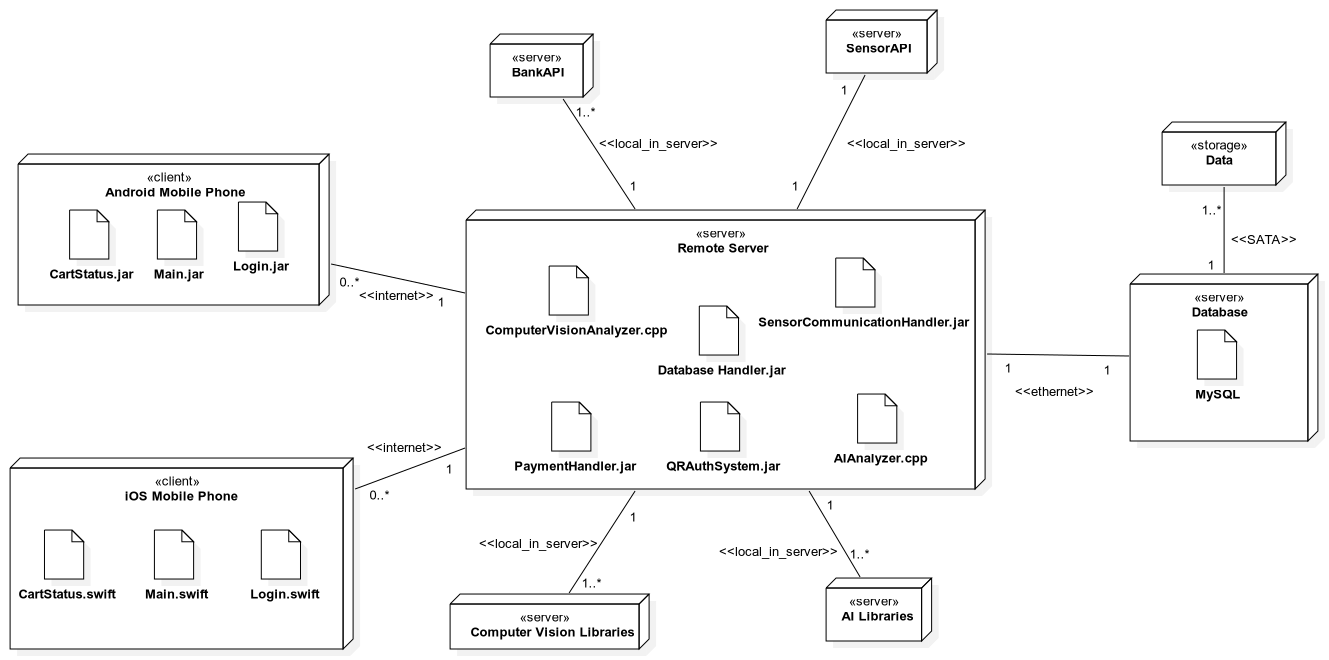 «server»
SensorAPI
«server»
BankAPI
1
1..*
<<local_in_server>>
<<local_in_server>>
«storage»
Data
1
1
1..*
<<SATA>>
1
«client»
Android Mobile Phone
CartStatus.jar
Main.jar
Login.jar
0..*
<<internet>>
1
«server»
Remote Server
ComputerVisionAnalyzer.cpp
SensorCommunicationHandler.jar
Database Handler.jar
PaymentHandler.jar
QRAuthSystem.jar
AIAnalyzer.cpp
«server»
Database
MySQL
1
1
<<ethernet>>
<<internet>>
1
0..*
«client»
iOS Mobile Phone
CartStatus.swift
Main.swift
Login.swift
1
<<local_in_server>>
1..*
1
<<local_in_server>>
1..*
«server»
Computer Vision Libraries
«server»
AI Libraries